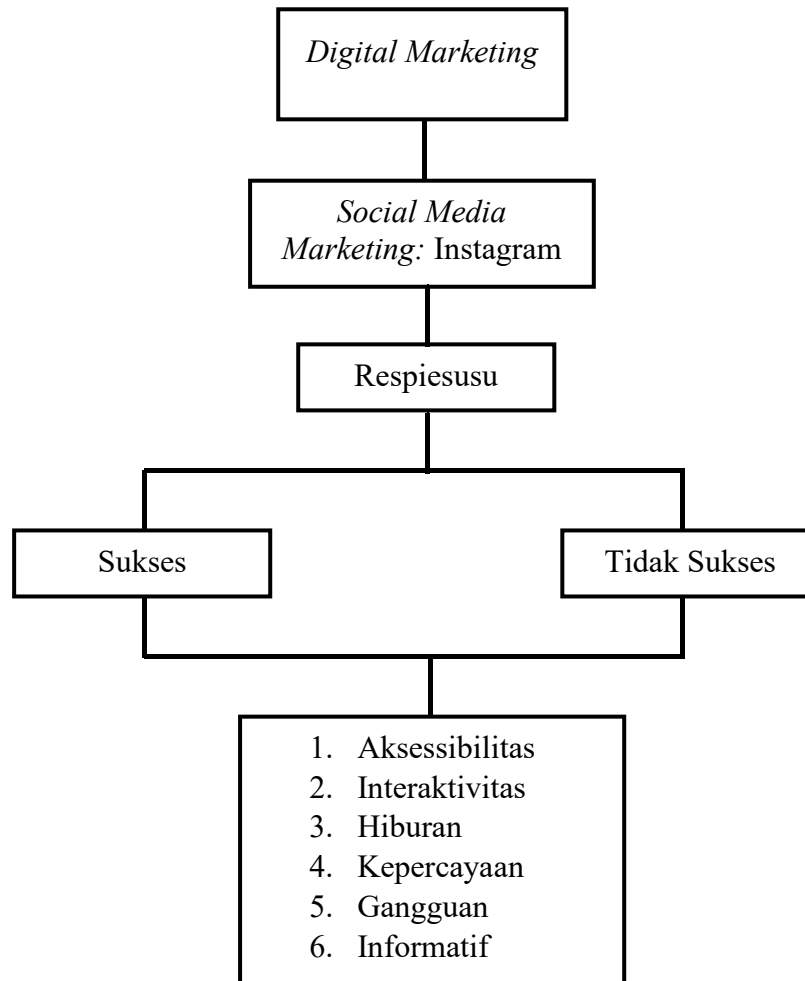 Digital Marketing
Social Media
Marketing: Instagram
Respiesusu
Sukses
Tidak Sukses
1. Aksessibilitas
2. Interaktivitas
3. Hiburan
4. Kepercayaan
5. Gangguan
6. Informatif